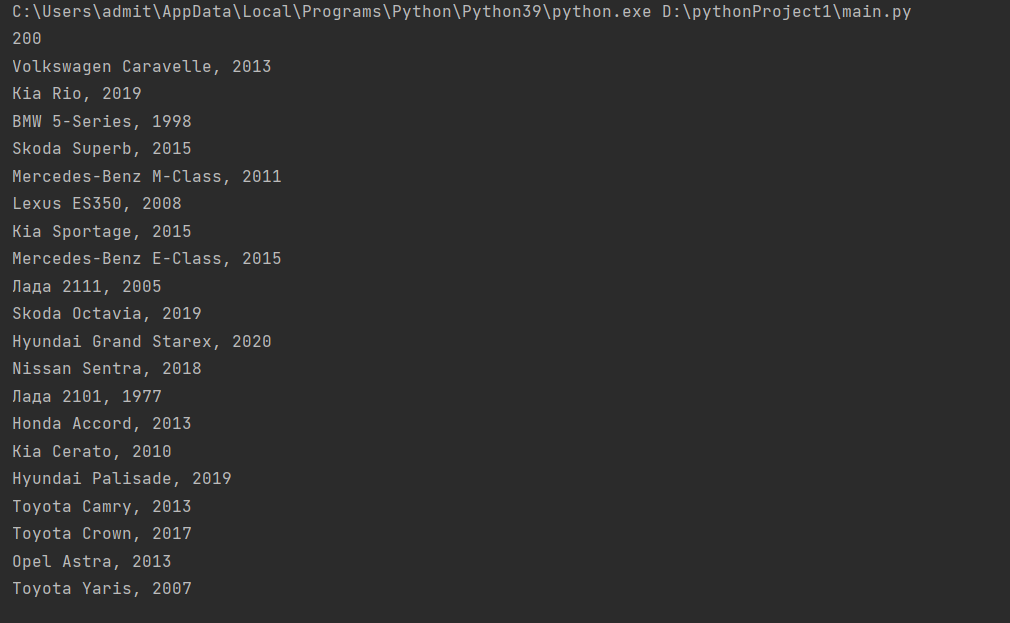 C:\Users\admit\AppData\Local\Programs\Python\Python39\python.exe D:\pythonProject1\main.py
200
Volkswagen Caravelle, 2013
Kia Rio, 2019
BMW 5-Series, 1998
Skoda Superb, 2015
Mercedes-Benz M-Class, 2011
Lexus ES350, 2008
Kia Sportage, 2015
Mercedes-Benz E-Class, 2015
Лада 2111, 2005
Skoda Octavia, 2019
Hyundai Grand Starex, 2020
Nissan Sentra, 2018
Лада 2101, 1977
Honda Accord, 2013
Kia Cerato, 2010
Hyundai Palisade, 2019
Toyota Camry, 2013
Toyota Crown, 2017
Opel Astra, 2013
Toyota Yaris, 2007